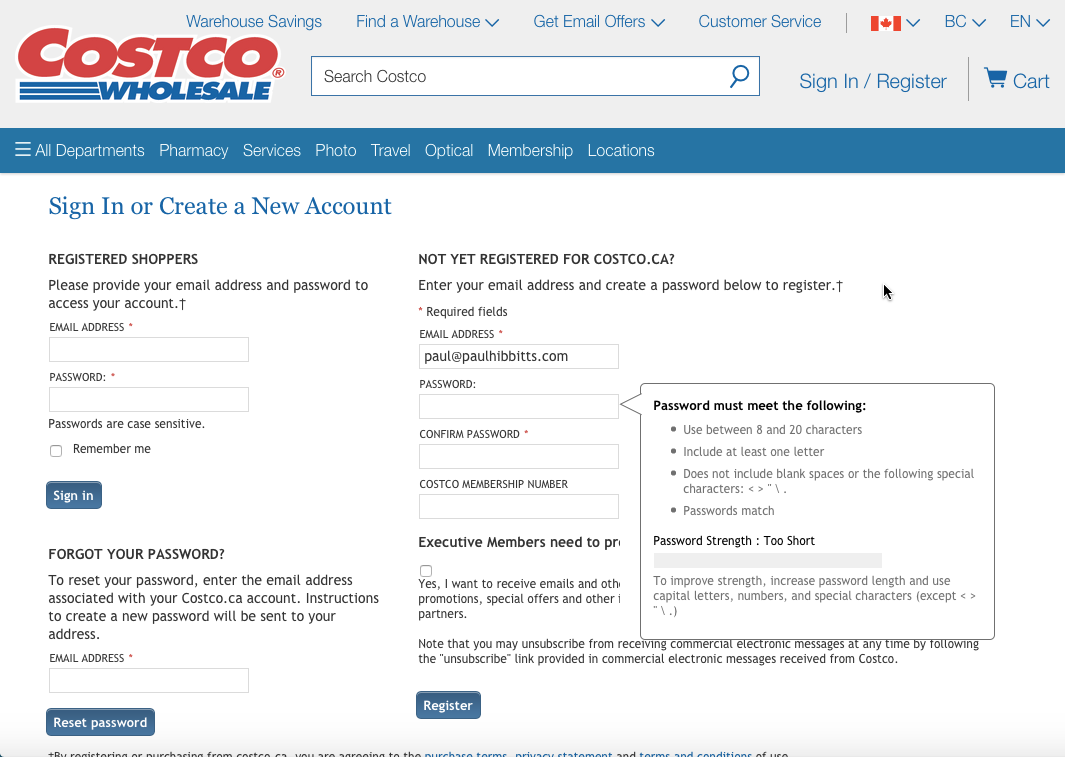 Warehouse Savings Find a Warehouse Get Email Offers Customer Service BC EN
COSTCO
WHOLESALE
Search Costco
Sign In / Register
Cart
All Departments Pharmacy Services Photo Travel Optical Membership Locations
Sign In or Create a New Account
REGISTERED SHOPPERS
Please provide your email address and password to
access your account.†
EMAIL ADDRESS *
PASSWORD: *
Passwords are case sensitive.
Remember me
Sign in
FORGOT YOUR PASSWORD?
To reset your password, enter the email address
associated with your Costco.ca account. Instructions
to create a new password will be sent to your
address.
EMAIL ADDRESS *
Reset password
NOT YET REGISTERED FOR COSTCO.CA?
Enter your email address and create a password below to register.†
* Required fields
EMAIL ADDRESS *
paul@paulhibbitts.com
PASSWORD:
CONFIRM PASSWORD *
COSTCO MEMBERSHIP NUMBER
Executive Members need to
Yes, I want to receive emails and
promotions, special offers and other
partners.
Note that you may unsubscribe from receiving commercial electronic messages at any time by following
the "unsubscribe" link provided in commercial electronic messages received from Costco.
Register
Password must meet the following:
• Use between 8 and 20 characters
• Include at least one letter
• Does not include blank spaces or the following special
characters: < > " \ .
• Passwords match
Password Strength : Too Short
To improve strength, increase password length and use
capital letters, numbers, and special characters (except < >
" \ .)
†By registering or purchasing from costco.ca, you are agreeing to the purchase terms, privacy statement and terms and conditions of use.